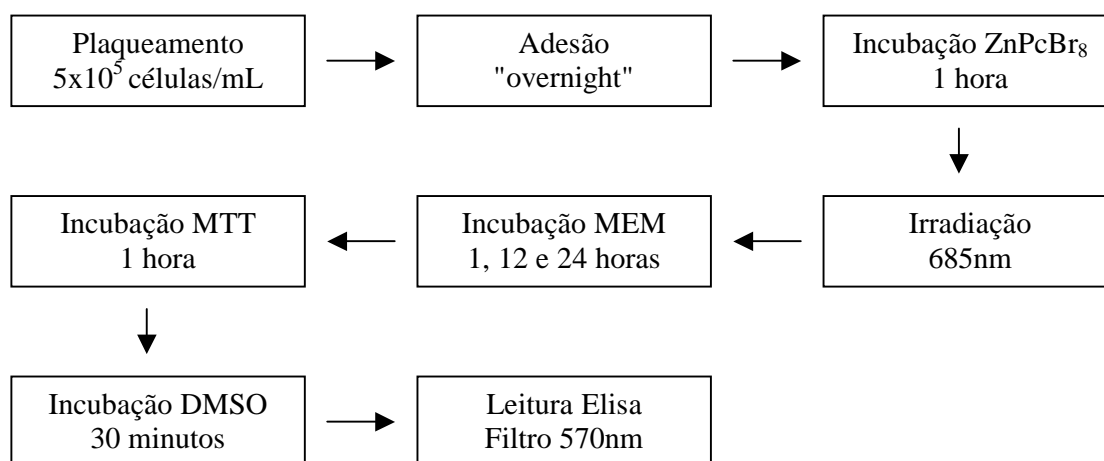 Plaqueamento
5x10⁵ células/mL
Adesão
"overnight"
Incubação ZnPcBr₈
1 hora
Irradiação
685nm
Incubação MEM
1, 12 e 24 horas
Incubação MTT
1 hora
Incubação DMSO
30 minutos
Leitura Elisa
Filtro 570nm